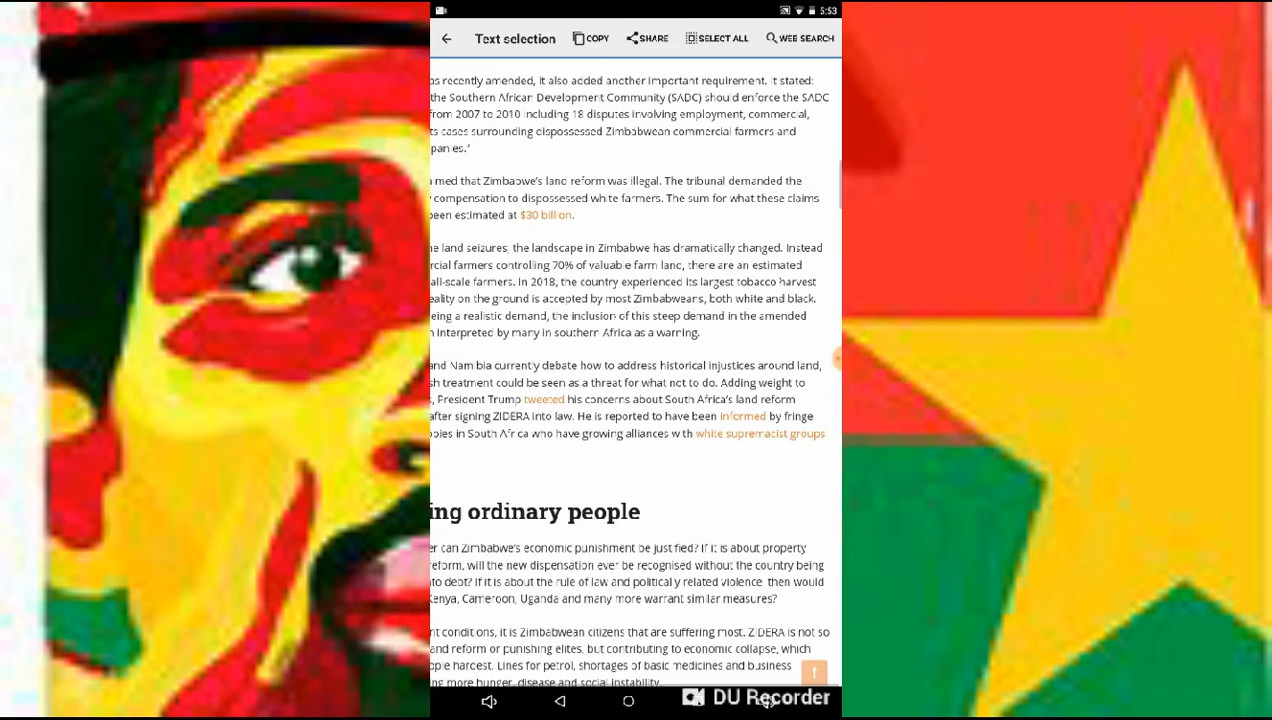 5:53
Text selection COPY SHARE SELECT ALL WEB SEARCH
as recently amended, it also added another important requirement. It stated:
the Southern African Development Community (SADC) should enforce the SADC
from 2007 to 2010 including 18 disputes involving employment, commercial,
ts cases surrounding dispossessed Zimbabwean commercial farmers and
panies.'
med that Zimbabwe's land reform was illegal. The tribunal demanded the
compensation to dispossessed white farmers. The sum for what these claims
been estimated at $30 billion.
he land seizures, the landscape in Zimbabwe has dramatically changed. Instead
rcial farmers controlling 70% of valuable farm land, there are an estimated
all-scale farmers. In 2018, the country experienced its largest tobacco harvest
eality on the ground is accepted by most Zimbabweans, both white and black.
eing a realistic demand, the inclusion of this steep demand in the amended
n interpreted by many in southern Africa as a warning.
and Namibia currently debate how to address historical injustices around land,
sh treatment could be seen as a threat for what not to do. Adding weight to
, President Trump tweeted his concerns about South Africa's land reform
after signing ZIDERA into law. He is reported to have been informed by fringe
bies in South Africa who have growing alliances with white supremacist groups
ing ordinary people
er can Zimbabwe's economic punishment be justified? If it is about property
reform, will the new dispensation ever be recognised without the country being
nto debt? If it is about the rule of law and politically related violence, then would
Kenya, Cameroon, Uganda and many more warrant similar measures?
nt conditions, it is Zimbabwean citizens that are suffering most. ZIDERA is not so
and reform or punishing elites, but contributing to economic collapse, which
ople harvest. Lines for petrol, shortages of basic medicines and business
ng more hunger, disease and social instability.
DU Recorder